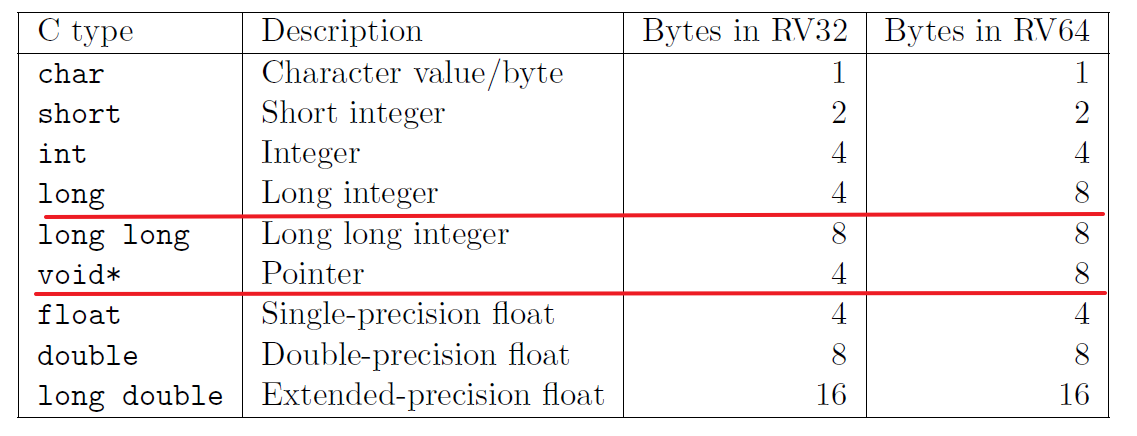 C type Description Bytes in RV32 Bytes in RV64
char Character value/byte 1 1
short Short integer 2 2
int Integer 4 4
long Long integer 4 8
long long Long long integer 8 8
void* Pointer 4 8
float Single-precision float 4 4
double Double-precision float 8 8
long double Extended-precision float 16 16